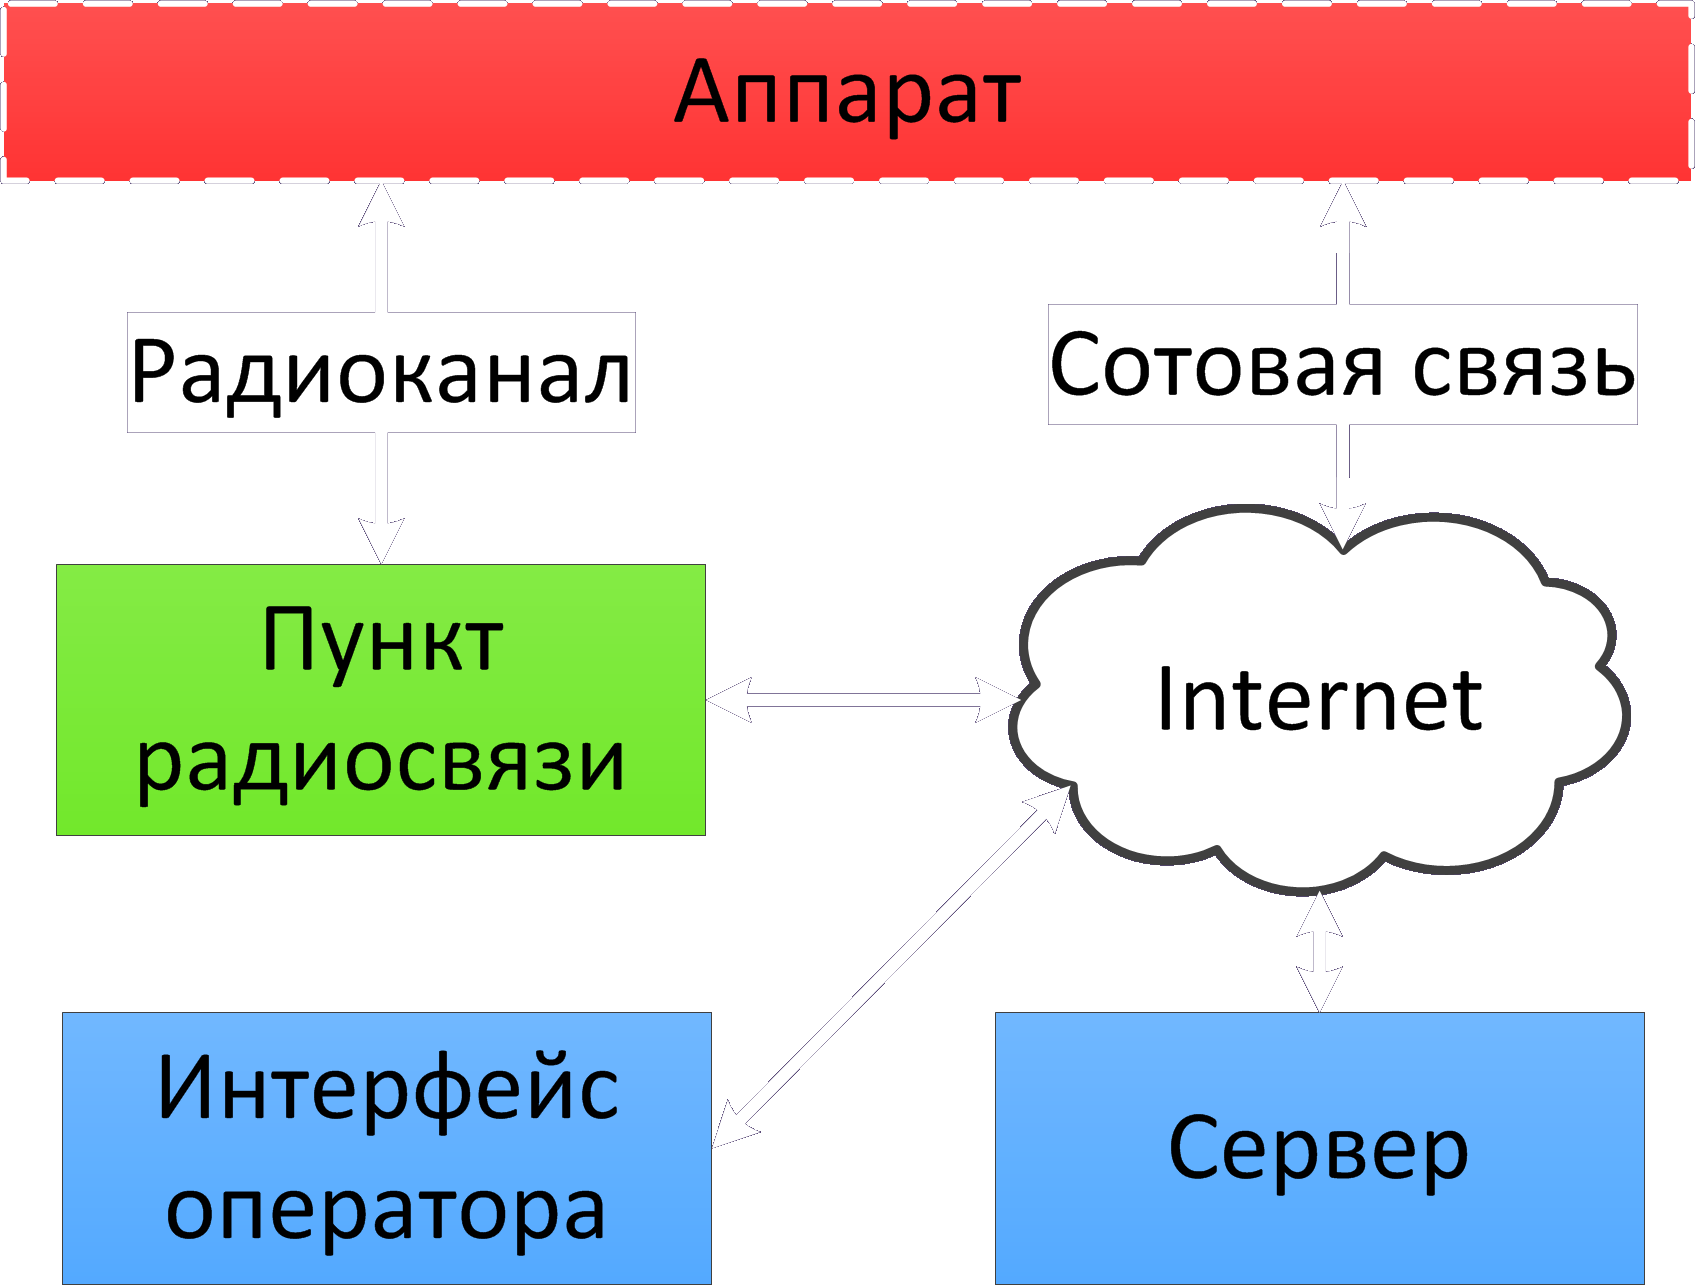 Аппарат
Радиоканал
Сотовая связь
Пункт
радиосвязи
Internet
Интерфейс
оператора
Сервер